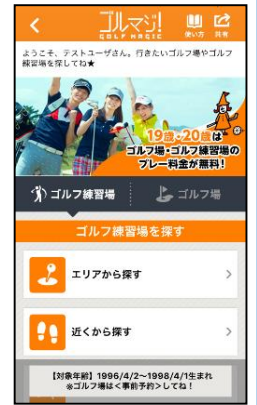 ゴルマジ!
GOLF MAGIC
使い方
共有
ようこそ、テストユーザさん。行きたいゴルフ場やゴルフ
練習場を探してね★
19歳・20歳は
ゴルフ場・ゴルフ練習場の
プレー料金が無料!
ゴルフ練習場
ゴルフ場
ゴルフ練習場を探す
エリアから探す
近くから探す
【対象年齢】1996/4/2~1998/4/1生まれ
※ゴルフ場は<事前予約>してね!